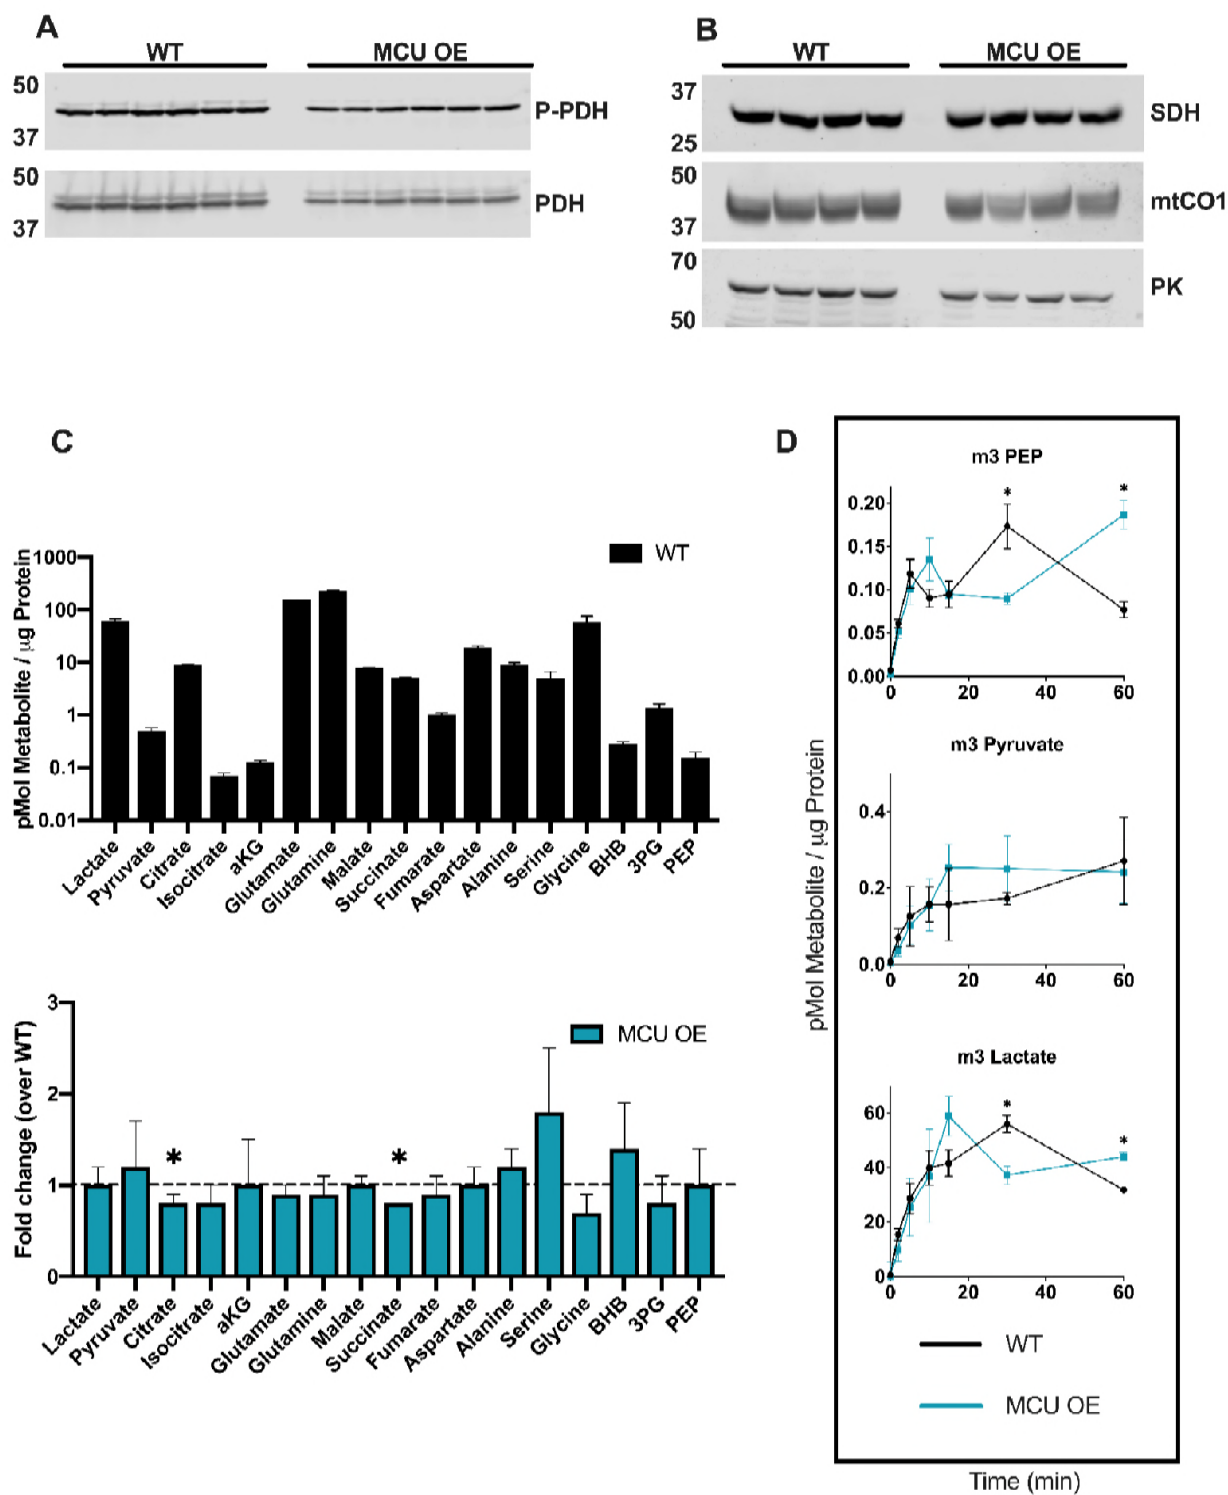 A
WT MCU OE
50
37
P-PDH
50
37
PDH
B
WT MCU OE
37
25
SDH
50
37
mtCO1
70
50
PK
C
pMol Metabolite / µg Protein
1000
100
10
1
0.1
0.01
WT
Lactate
Pyruvate
Citrate
Isocitrate
aKG
Glutamate
Glutamine
Malate
Succinate
Fumarate
Aspartate
Alanine
Serine
Glycine
BHB
3PG
PEP
Fold change (over WT)
3
2
1
0
MCU OE
*
*
Lactate
Pyruvate
Citrate
Isocitrate
aKG
Glutamate
Glutamine
Malate
Succinate
Fumarate
Aspartate
Alanine
Serine
Glycine
BHB
3PG
PEP
D
pMol Metabolite / µg Protein
m3 PEP
* *
0.20
0.15
0.10
0.05
0.00
0 20 40 60
m3 Pyruvate
0.4
0.2
0.0
0 20 40 60
m3 Lactate
* *
60
40
20
0
0 20 40 60
WT
MCU OE
Time (min)